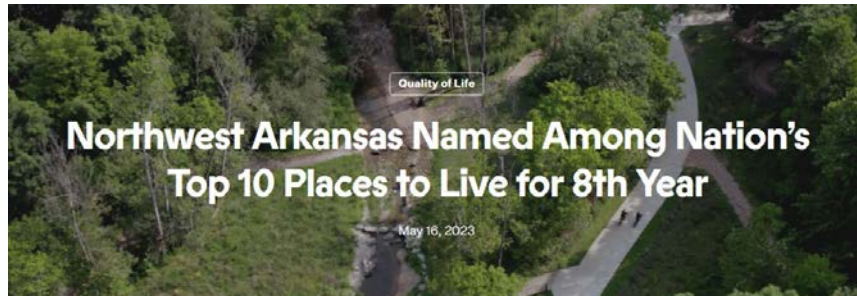 Quality of Life
Northwest Arkansas Named Among Nation's
Top 10 Places to Live for 8th Year
May 16, 2023